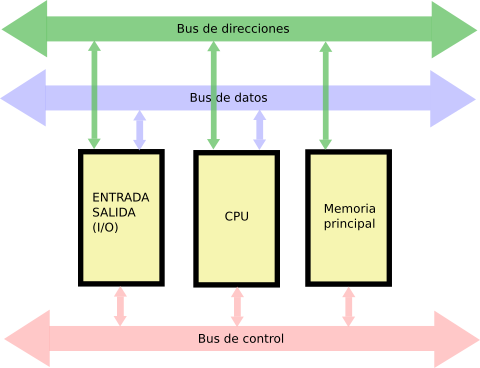 Bus de direcciones
Bus de datos
ENTRADA
SALIDA
(I/O)
CPU
Memoria
principal
Bus de control